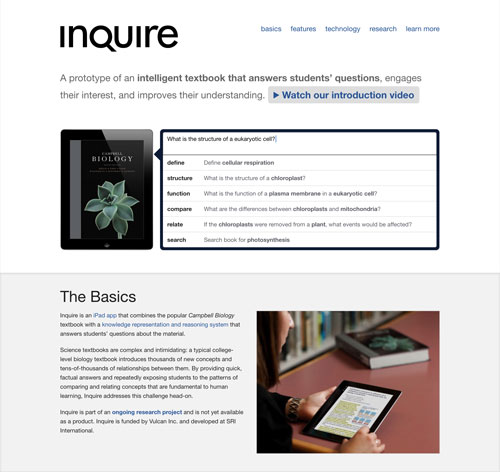 inquire
basics features technology research learn more
A prototype of an intelligent textbook that answers students' questions, engages
their interest, and improves their understanding. Watch our introduction video
CAMPBELL
BIOLOGY
What is the structure of a eukaryotic cell?
define Define cellular respiration
structure What is the structure of a chloroplast?
function What is the function of a plasma membrane in a eukaryotic cell?
compare What are the differences between chloroplasts and mitochondria?
relate If the chloroplasts were removed from a plant, what events would be affected?
search Search book for photosynthesis
The Basics
Inquire is an iPad app that combines the popular Campbell Biology
textbook with a knowledge representation and reasoning system that
answers students' questions about the material.
Science textbooks are complex and intimidating: a typical college-
level biology textbook introduces thousands of new concepts and
tens-of-thousands of relationships between them. By providing quick,
factual answers and repeatedly exposing students to the patterns of
comparing and relating concepts that are fundamental to human
learning, Inquire addresses this challenge head-on.
Inquire is part of an ongoing research project and is not yet available
as a product. Inquire is funded by Vulcan Inc. and developed at SRI
International.